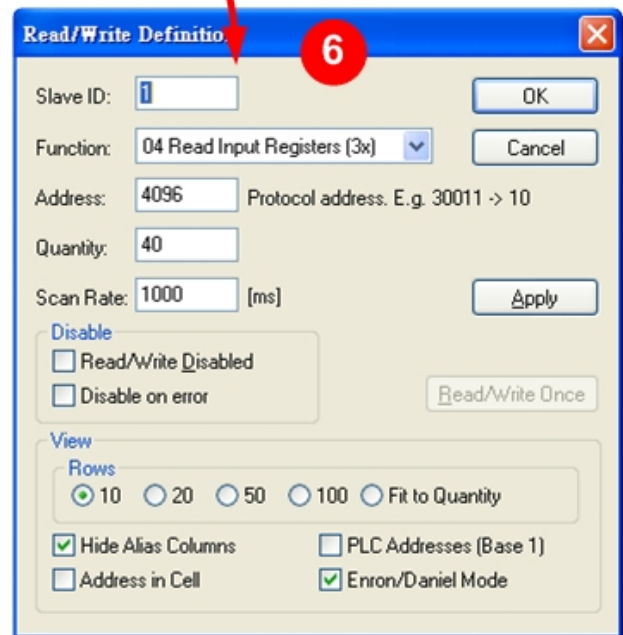 Read/Write Definitio
6
Slave ID: 1 OK
Function: 04 Read Input Registers (3x) Cancel
Address: 4096 Protocol address. E.g. 30011 -> 10
Quantity: 40
Scan Rate: 1000 [ms] Apply
Disable
Read/Write Disabled
Disable on error
Read/Write Once
View
Rows
10 20 50 100 Fit to Quantity
Hide Alias Columns PLC Addresses (Base 1)
Address in Cell Enron/Daniel Mode